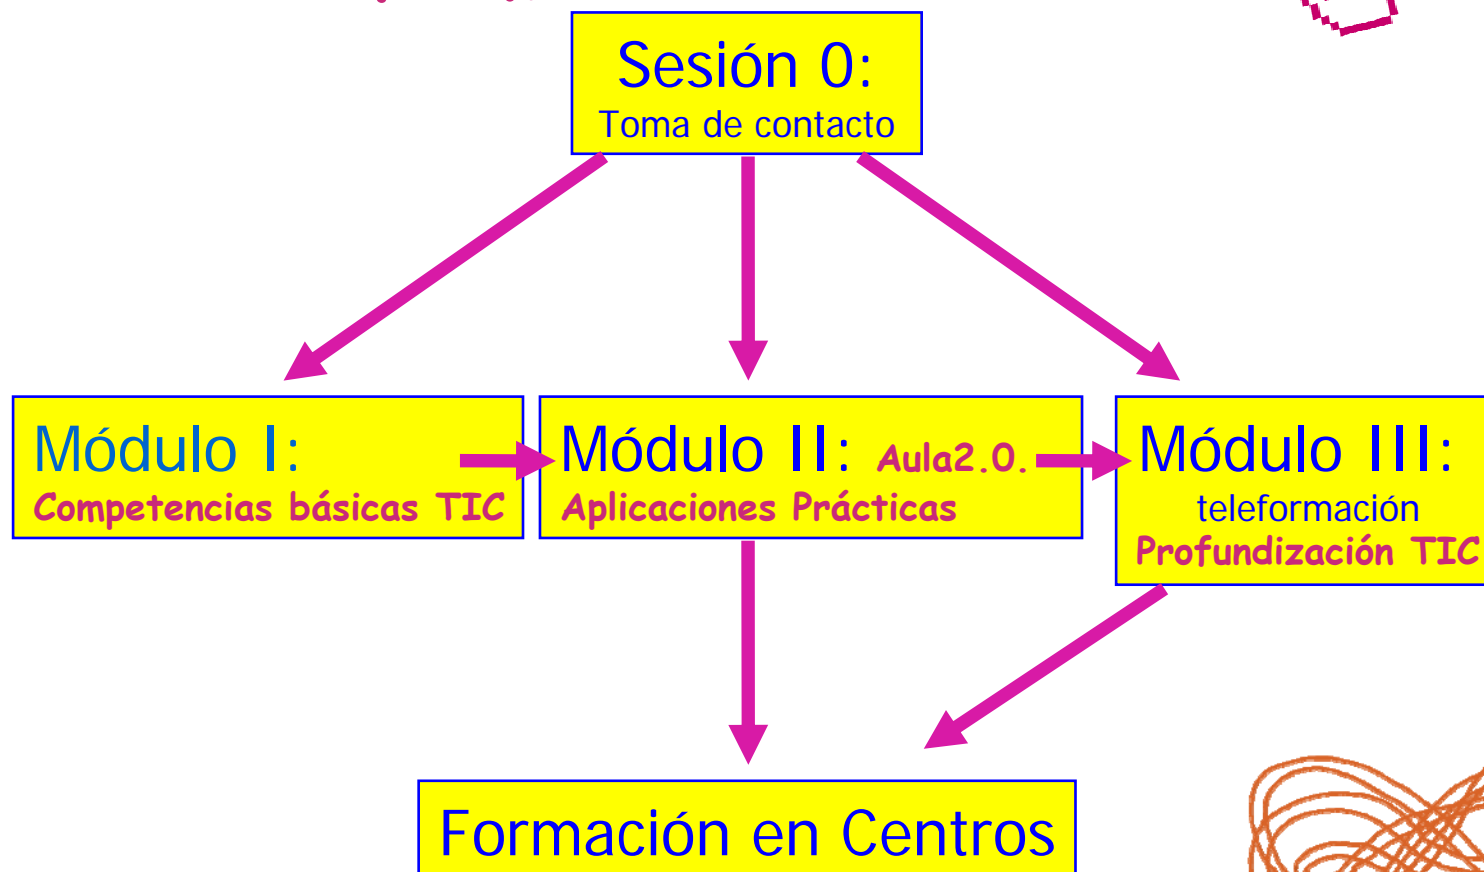 Sesión 0:
Toma de contacto
Módulo I:
Competencias básicas TIC
Módulo II: Aula2.0.
Aplicaciones Prácticas
Módulo III:
teleformación
Profundización TIC
Formación en Centros